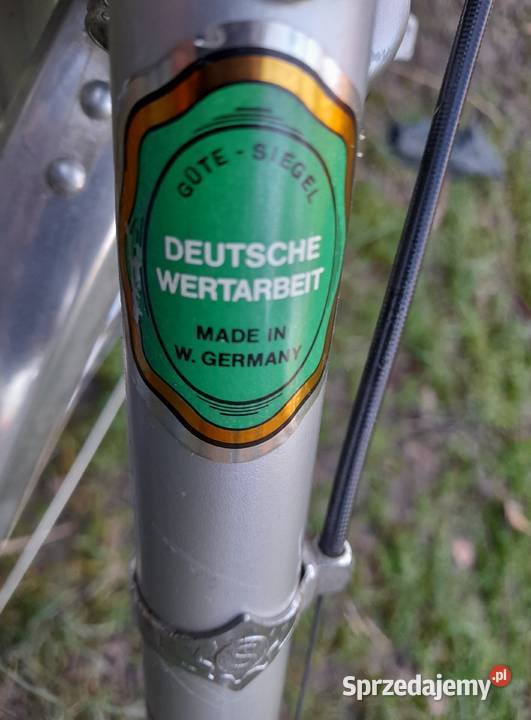 GÜTE - SIEGEL
DEUTSCHE
WERTARBEIT
MADE IN
W. GERMANY
S
Sprzedajemy.pl